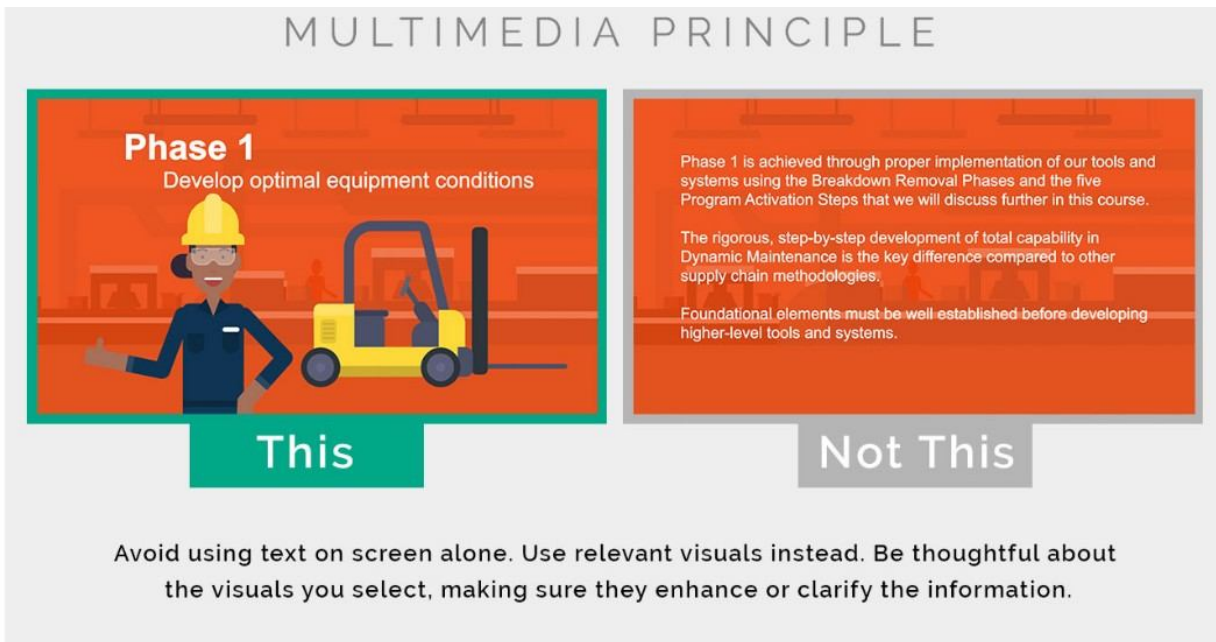 MULTIMEDIA PRINCIPLE
Phase 1
Develop optimal equipment conditions
This
Phase 1 is achieved through proper implementation of our tools and
systems using the Breakdown Removal Phases and the five
Program Activation Steps that we will discuss further in this course.
The rigorous, step-by-step development of total capability in
Dynamic Maintenance is the key difference compared to other
supply chain methodologies.
Foundational elements must be well established before developing
higher-level tools and systems.
Not This
Avoid using text on screen alone. Use relevant visuals instead. Be thoughtful about
the visuals you select, making sure they enhance or clarify the information.